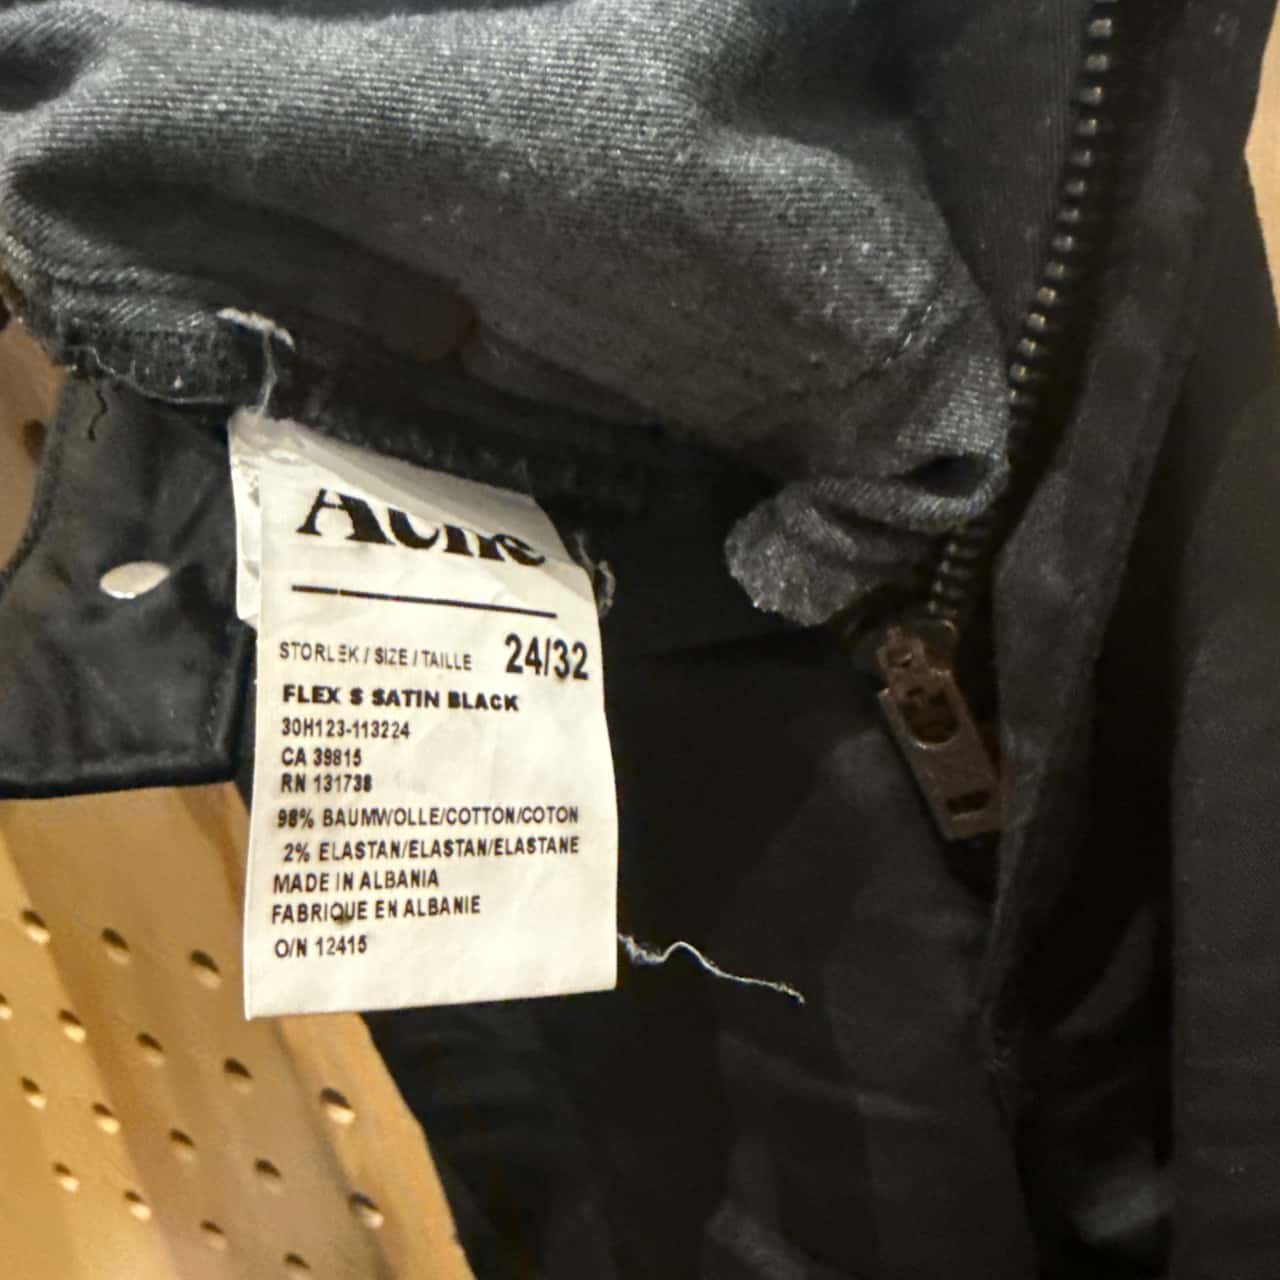 Acne
STORLEK / SIZE / TAILLE 24/32
FLEX S SATIN BLACK
30H123-113224
CA 39815
RN 131738
98% BAUMWOLLE/COTTON/COTON
2% ELASTAN/ELASTAN/ELASTANE
MADE IN ALBANIA
FABRIQUE EN ALBANIE
O/N 12415